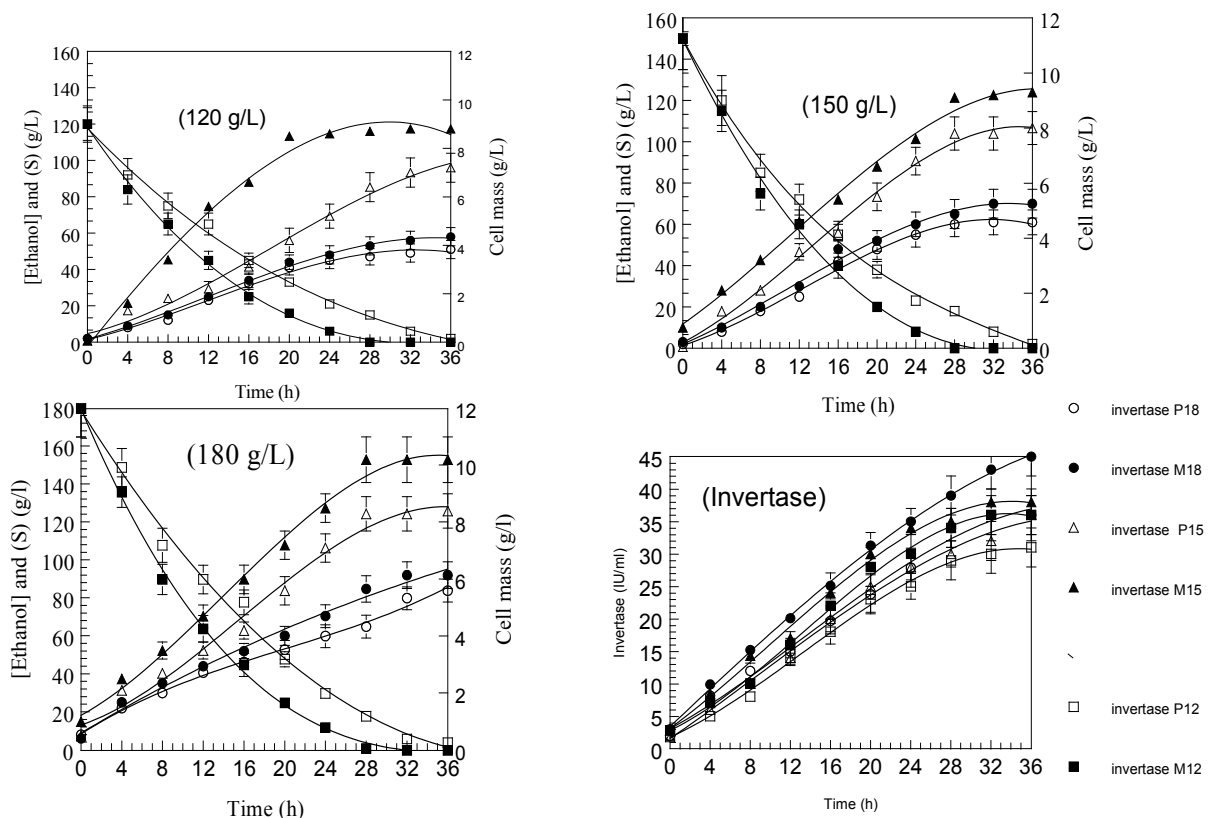 (120 g/L)
[Ethanol] and (S) (g/L)
160
140
120
100
80
60
40
20
0
12
10
8
6
4
2
0
Cell mass (g/L)
0 4 8 12 16 20 24 28 32 36
Time (h)
(150 g/L)
[Ethanol] and (S) (g/L)
160
140
120
100
80
60
40
20
0
12
10
8
6
4
2
0
Cell mass (g/L)
0 4 8 12 16 20 24 28 32 36
Time (h)
(180 g/L)
[Ethanol] and (S) (g/l)
180
160
140
120
100
80
60
40
20
0
12
10
8
6
4
2
0
Cell mass (g/l)
0 4 8 12 16 20 24 28 32 36
Time (h)
(Invertase)
Invertase (IU/ml)
45
40
35
30
25
20
15
10
5
0
0 4 8 12 16 20 24 28 32 36
Time (h)
invertase P18
invertase M18
invertase P15
invertase M15
invertase P12
invertase M12